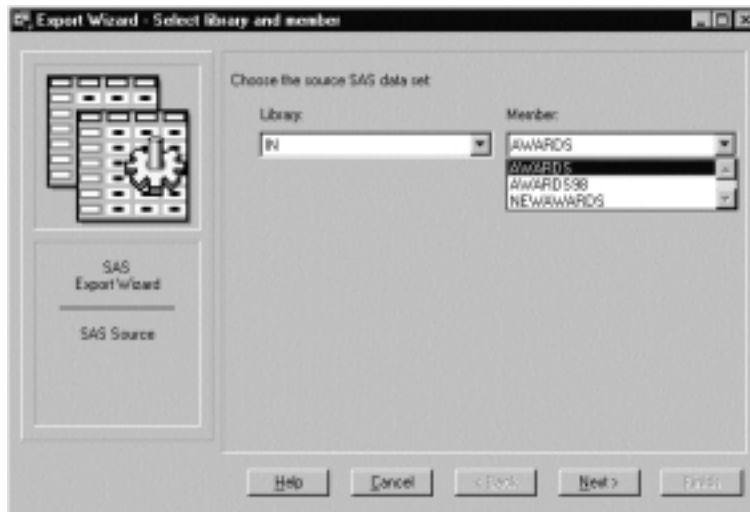 Export Wizard - Select library and member
Choose the source SAS data set
Library: Member:
IN AWARDS
AWARDS
AWARDS98
NEWAWARDS
SAS
Export Wizard
SAS Source
Help Cancel < Back Next > Finish